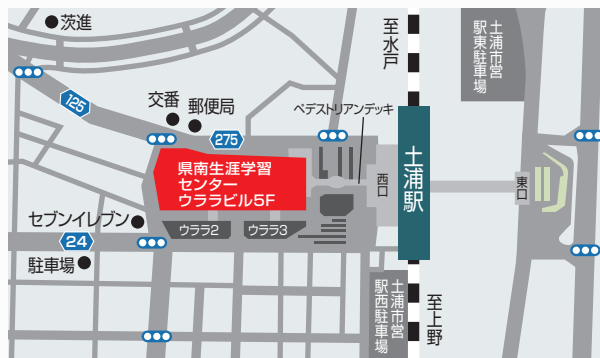 茨進
至水戸
土浦市営
駅東駐車場
125
交番
郵便局
ペデストリアンデッキ
275
県南生涯学習
センター
ウララビル5F
西口
土浦駅
東口
セブンイレブン
ウララ2
ウララ3
24
駐車場
土浦市営
駅西駐車場
至上野